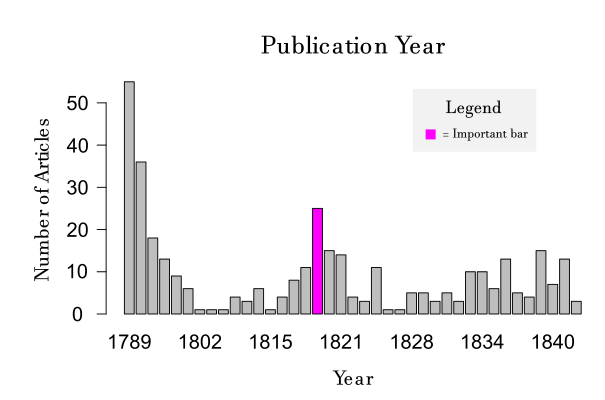 Publication Year
Legend
= Important bar
Number of Articles
50
40
30
20
10
0
1789 1802 1815 1821 1828 1834 1840
Year